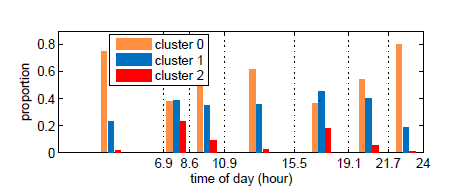 0.8
cluster 0
cluster 1
cluster 2
0.6
0.4
0.2
0
proportion
6.9 8.6 10.9 15.5 19.1 21.7 24
time of day (hour)